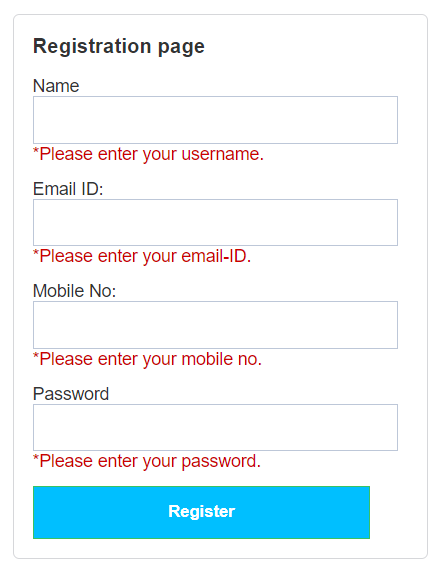 Registration page
Name
*Please enter your username.
Email ID:
*Please enter your email-ID.
Mobile No:
*Please enter your mobile no.
Password
*Please enter your password.
Register